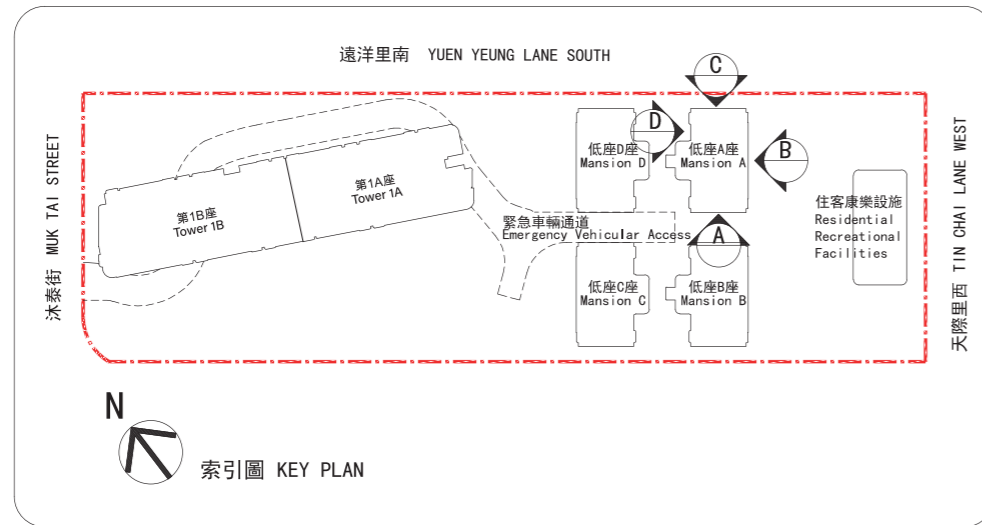 遠洋里南 YUEN YEUNG LANE SOUTH
C
沐泰街 MUK TAI STREET
第1B座
Tower 1B
第1A座
Tower 1A
低座D座
Mansion D
D
低座A座
Mansion A
B
緊急車輛通道
Emergency Vehicular Access
A
低座C座
Mansion C
低座B座
Mansion B
住客康樂設施
Residential
Recreational
Facilities
天際里西 TIN CHAI LANE WEST
N
索引圖 KEY PLAN